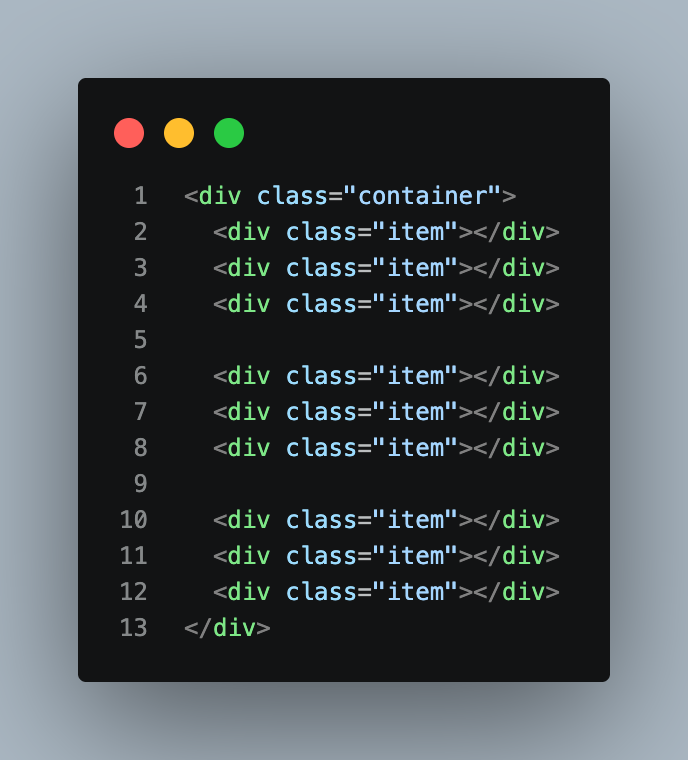 1 <div class="container">
2   <div class="item"></div>
3   <div class="item"></div>
4   <div class="item"></div>
5
6   <div class="item"></div>
7   <div class="item"></div>
8   <div class="item"></div>
9
10   <div class="item"></div>
11   <div class="item"></div>
12   <div class="item"></div>
13 </div>